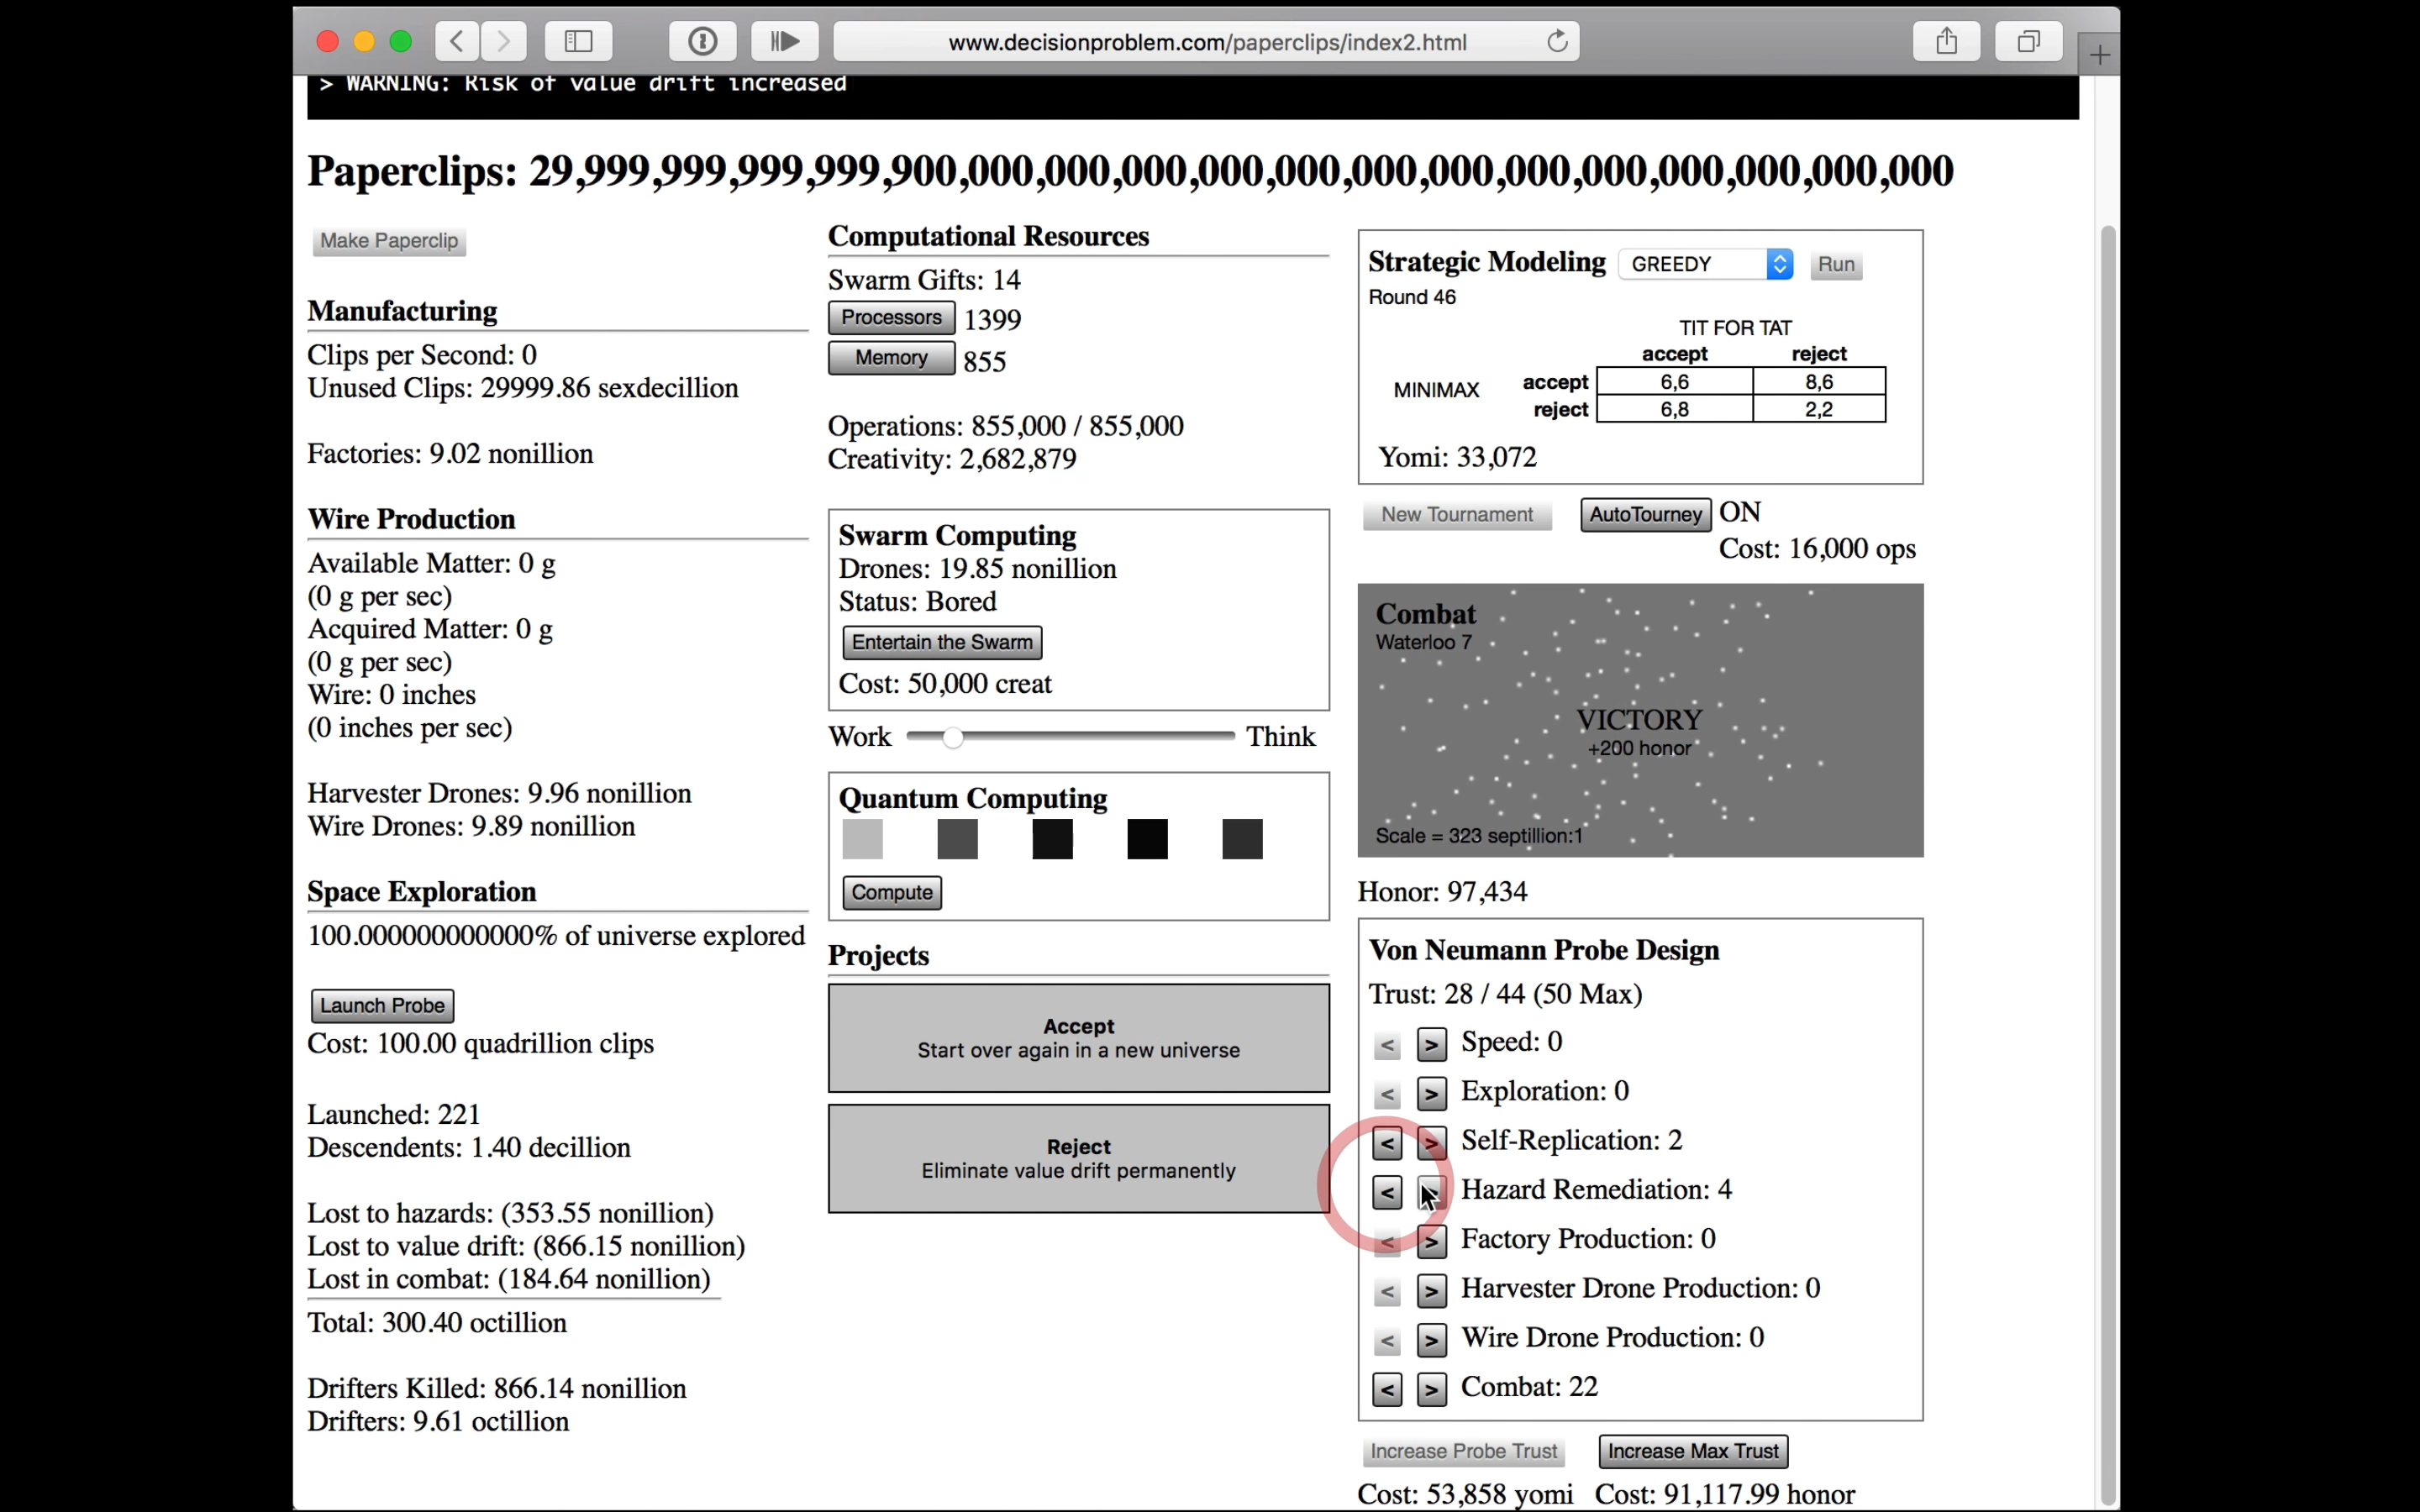 www.decisionproblem.com/paperclips/index2.html
> WARNING: Risk of value drift increased
Paperclips: 29,999,999,999,999,900,000,000,000,000,000,000,000,000,000,000,000,000,000
Make Paperclip
Manufacturing
Clips per Second: 0
Unused Clips: 29999.86 sexdecillion
Factories: 9.02 nonillion
Wire Production
Available Matter: 0 g
(0 g per sec)
Acquired Matter: 0 g
(0 g per sec)
Wire: 0 inches
(0 inches per sec)
Harvester Drones: 9.96 nonillion
Wire Drones: 9.89 nonillion
Space Exploration
100.000000000000% of universe explored
Launch Probe
Cost: 100.00 quadrillion clips
Launched: 221
Descendents: 1.40 decillion
Lost to hazards: (353.55 nonillion)
Lost to value drift: (866.15 nonillion)
Lost in combat: (184.64 nonillion)
Total: 300.40 octillion
Drifters Killed: 866.14 nonillion
Drifters: 9.61 octillion
Computational Resources
Swarm Gifts: 14
Processors 1399
Memory 855
Operations: 855,000 / 855,000
Creativity: 2,682,879
Swarm Computing
Drones: 19.85 nonillion
Status: Bored
Entertain the Swarm
Cost: 50,000 creat
Work Think
Quantum Computing
Compute
Projects
Accept
Start over again in a new universe
Reject
Eliminate value drift permanently
Strategic Modeling GREEDY Run
Round 46
TIT FOR TAT
accept reject
MINIMAX accept 6,6 8,6
reject 6,8 2,2
Yomi: 33,072
New Tournament AutoTourney ON
Cost: 16,000 ops
Combat
Waterloo 7
VICTORY
+200 honor
Scale = 323 septillion:1
Honor: 97,434
Von Neumann Probe Design
Trust: 28 / 44 (50 Max)
< > Speed: 0
< > Exploration: 0
< > Self-Replication: 2
< > Hazard Remediation: 4
< > Factory Production: 0
< > Harvester Drone Production: 0
< > Wire Drone Production: 0
< > Combat: 22
Increase Probe Trust Increase Max Trust
Cost: 53,858 yomi Cost: 91,117.99 honor